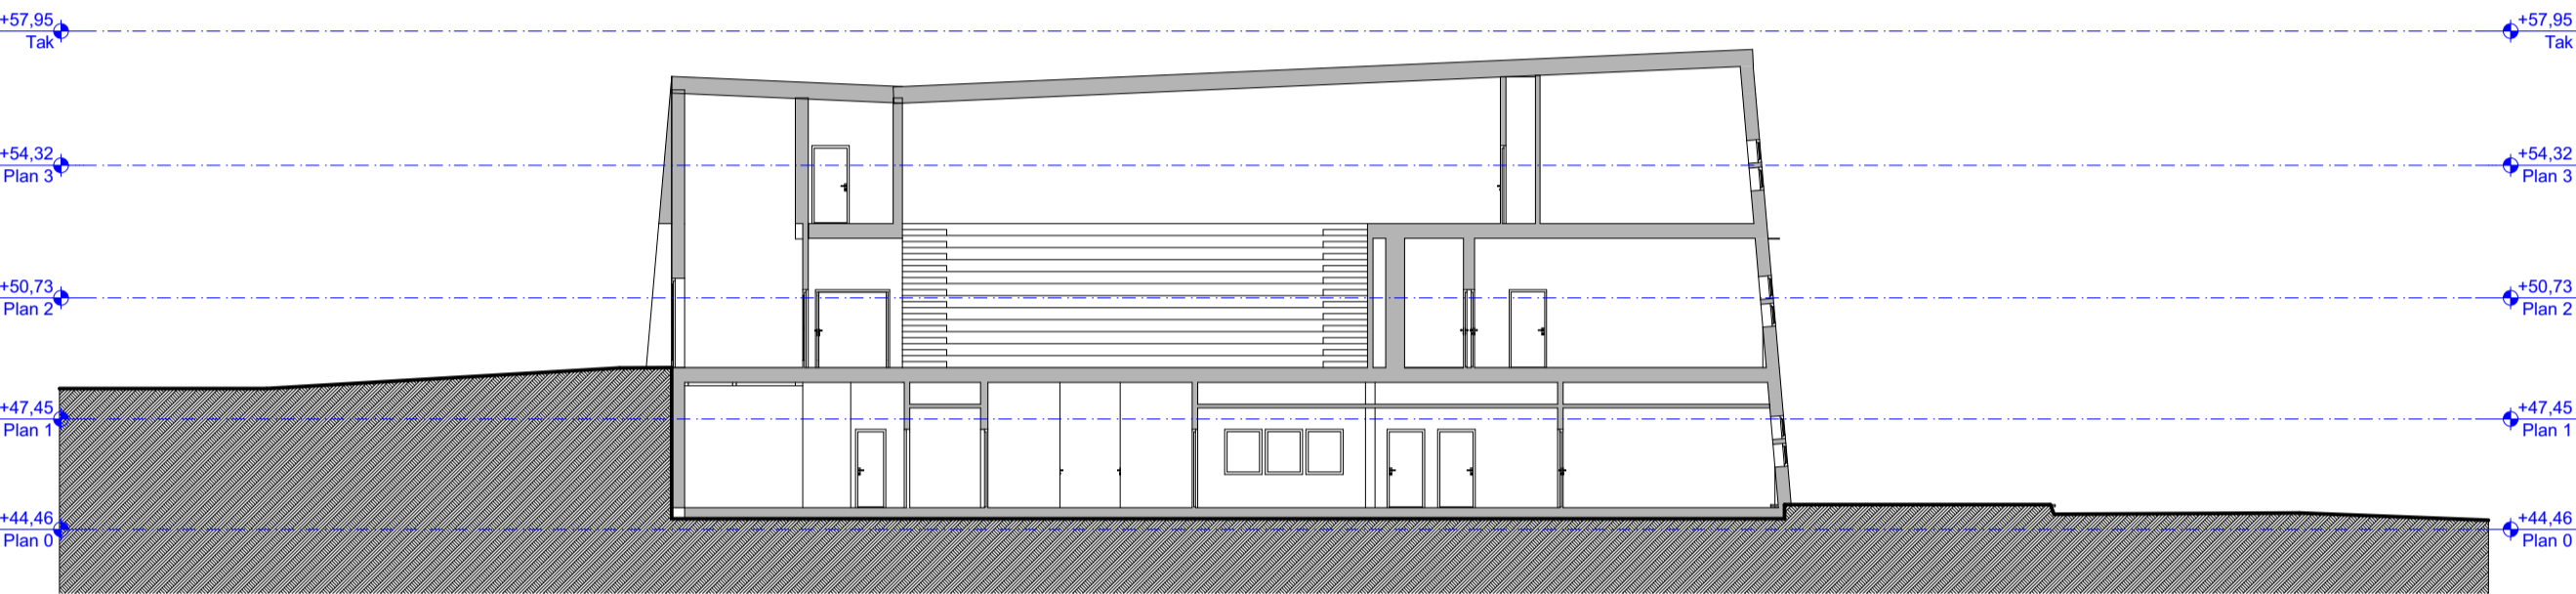 +57,95
Tak
+57,95
Tak
+54,32
Plan 3
+54,32
Plan 3
+50,73
Plan 2
+50,73
Plan 2
+47,45
Plan 1
+47,45
Plan 1
+44,46
Plan 0
+44,46
Plan 0